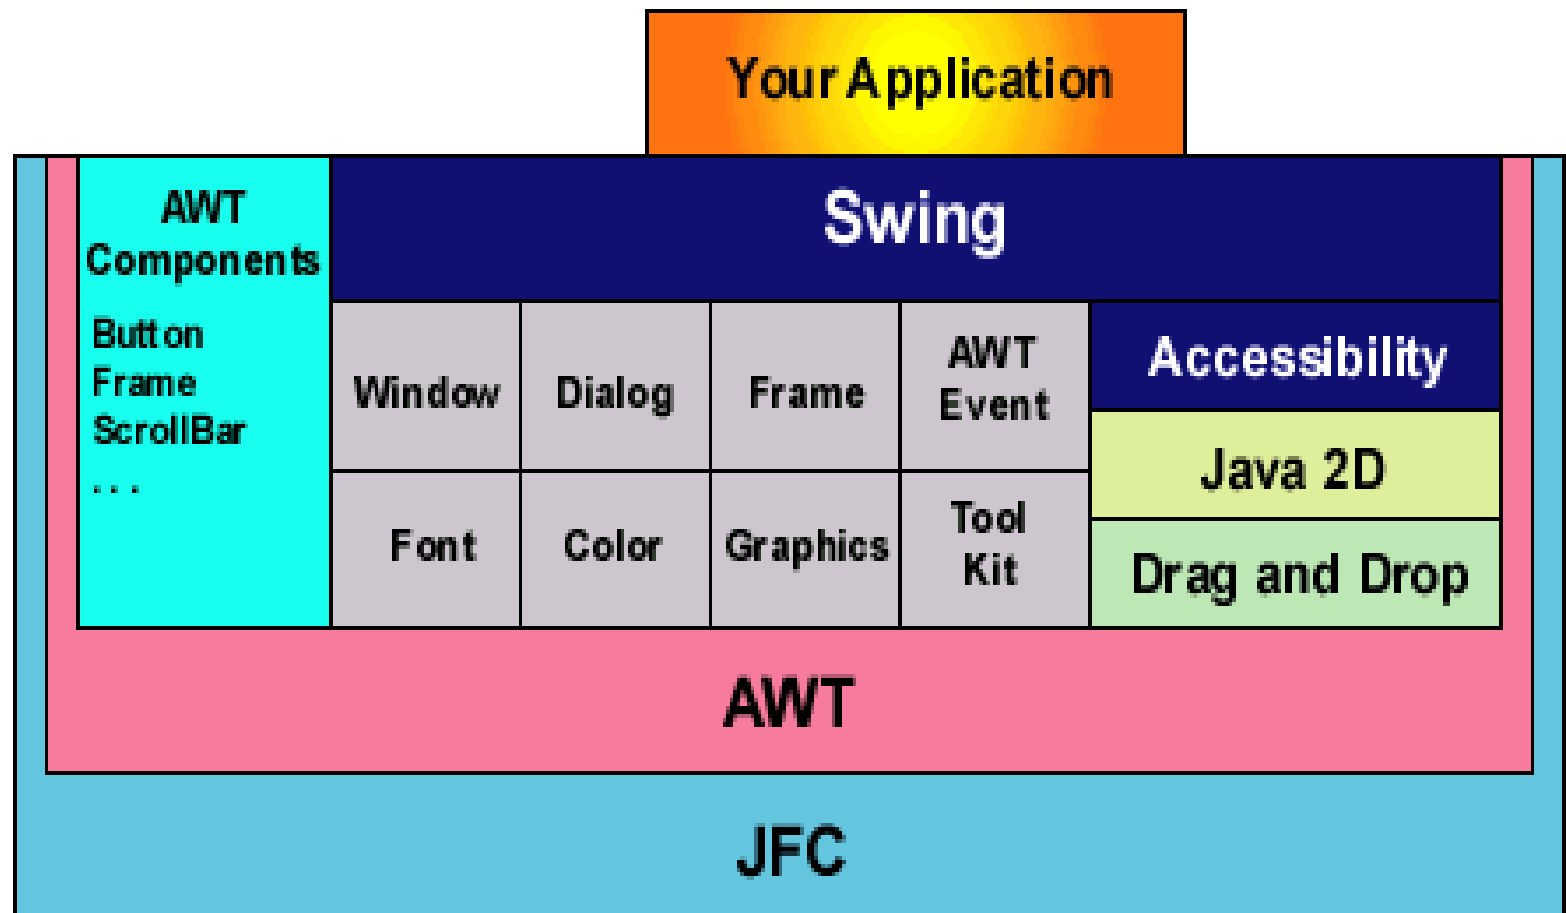 Your Application
AWT
Components
Button
Frame
ScrollBar
...
Swing
Window
Dialog
Frame
AWT
Event
Font
Color
Graphics
Tool
Kit
Accessibility
Java 2D
Drag and Drop
AWT
JFC